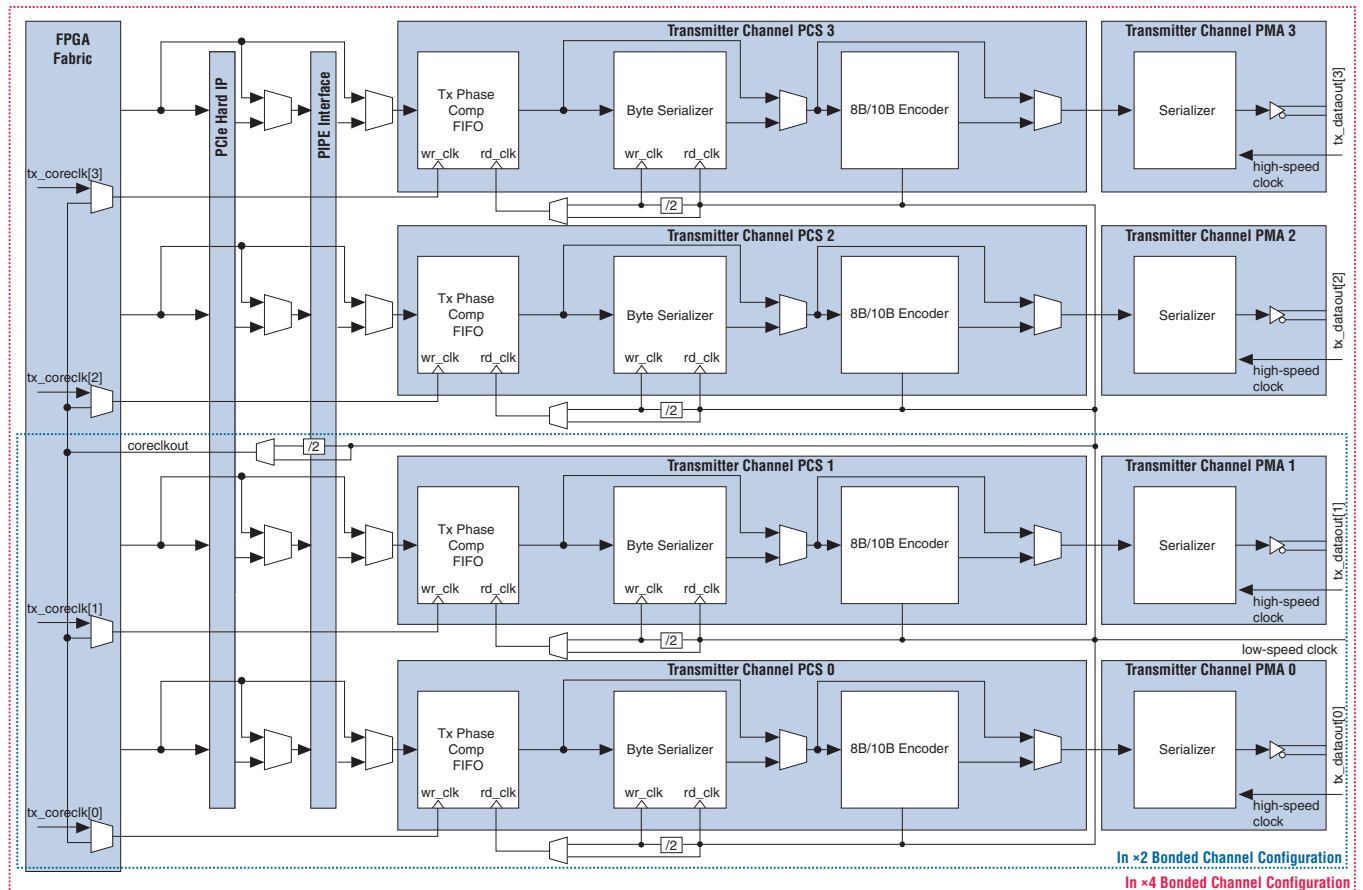 FPGA
Fabric
PCIe Hard IP
PIPE Interface
Transmitter Channel PCS 3
Tx Phase
Comp
FIFO
wr_clk
rd_clk
Byte Serializer
wr_clk
rd_clk
8B/10B Encoder
/2
Transmitter Channel PMA 3
Serializer
high-speed
clock
tx_dataout[3]
tx_coreclk[3]
Transmitter Channel PCS 2
Tx Phase
Comp
FIFO
wr_clk
rd_clk
Byte Serializer
wr_clk
rd_clk
8B/10B Encoder
/2
Transmitter Channel PMA 2
Serializer
high-speed
clock
tx_dataout[2]
tx_coreclk[2]
coreclkout
/2
Transmitter Channel PCS 1
Tx Phase
Comp
FIFO
wr_clk
rd_clk
Byte Serializer
wr_clk
rd_clk
8B/10B Encoder
/2
Transmitter Channel PMA 1
Serializer
high-speed
clock
tx_dataout[1]
tx_coreclk[1]
low-speed clock
Transmitter Channel PCS 0
Tx Phase
Comp
FIFO
wr_clk
rd_clk
Byte Serializer
wr_clk
rd_clk
8B/10B Encoder
/2
Transmitter Channel PMA 0
Serializer
high-speed
clock
tx_dataout[0]
tx_coreclk[0]
In ×2 Bonded Channel Configuration
In ×4 Bonded Channel Configuration